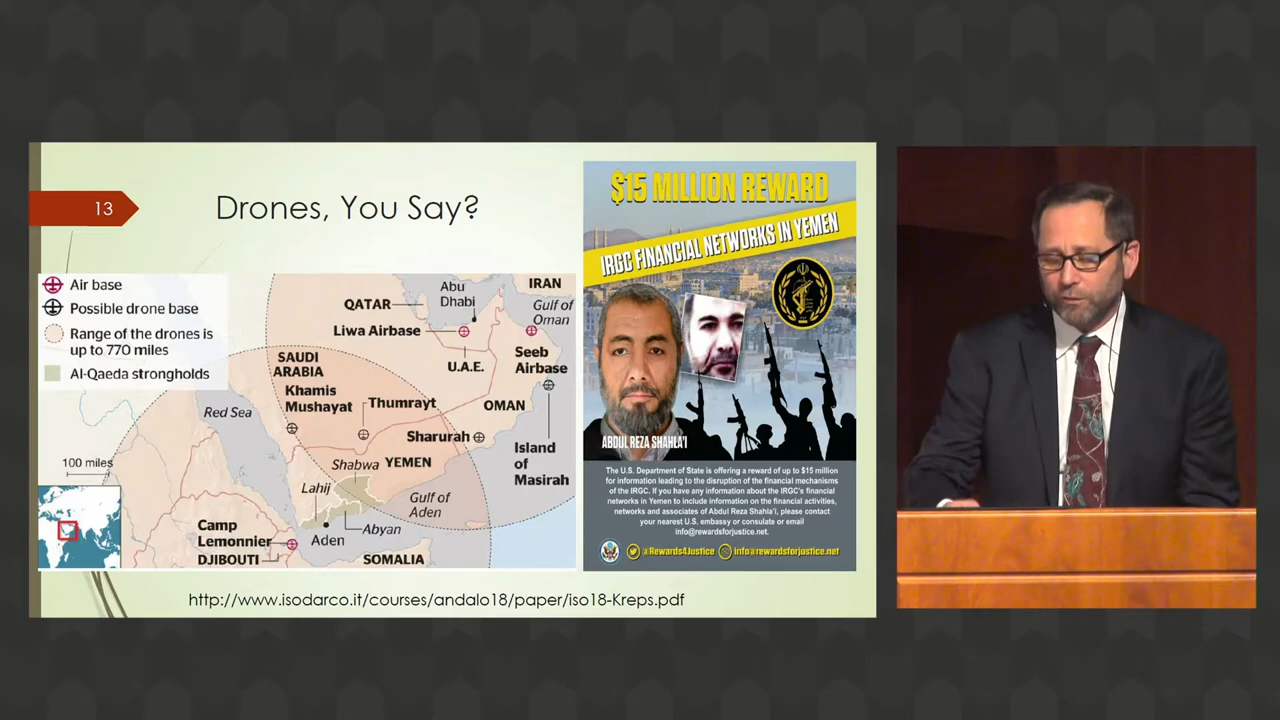 13
Drones, You Say?
Air base
Possible drone base
Range of the drones is
up to 770 miles
Al-Qaeda strongholds
100 miles
QATAR
Abu
Dhabi
IRAN
Gulf of
Oman
Liwa Airbase
U.A.E.
Seeb
Airbase
SAUDI
ARABIA
Khamis
Mushayat
Thumrayt
OMAN
Red Sea
Sharurah
Island
of
Masirah
Shabwa
YEMEN
Lahij
Gulf of
Aden
Abyan
Aden
Camp
Lemonnier
DJIBOUTI
SOMALIA
http://www.isodarco.it/courses/andalo18/paper/iso18-Kreps.pdf
$15 MILLION REWARD
IRGC FINANCIAL NETWORKS IN YEMEN
ABDUL REZA SHAHLA'I
The U.S. Department of State is offering a reward of up to $15 million
for information leading to the disruption of the financial mechanisms
of the IRGC. If you have any information about the IRGC's financial
networks in Yemen to include information on the financial activities,
networks and associates of Abdul Reza Shahla'i, please contact
your nearest U.S. embassy or consulate or email
info@rewardsforjustice.net.
@Rewards4Justice
info@rewardsforjustice.net